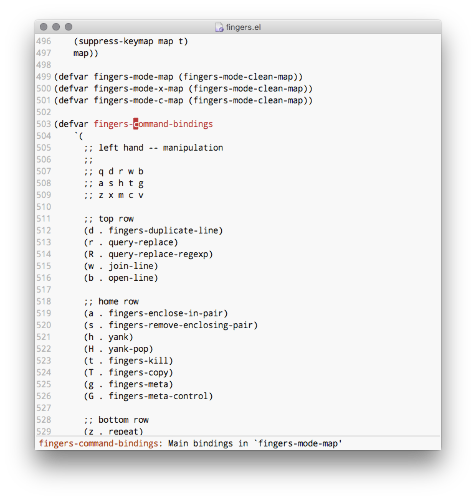 fingers.el
496 (suppress-keymap map t)
497 map))
498
499 (defvar fingers-mode-map (fingers-mode-clean-map))
500 (defvar fingers-mode-x-map (fingers-mode-clean-map))
501 (defvar fingers-mode-c-map (fingers-mode-clean-map))
502
503 (defvar fingers-command-bindings
504 `(
505 ;; left hand -- manipulation
506 ;;
507 ;; q d r w b
508 ;; a s h t g
509 ;; z x m c v
510
511 ;; top row
512 (d . fingers-duplicate-line)
513 (r . query-replace)
514 (R . query-replace-regexp)
515 (w . join-line)
516 (b . open-line)
517
518 ;; home row
519 (a . fingers-enclose-in-pair)
520 (s . fingers-remove-enclosing-pair)
521 (h . yank)
522 (H . yank-pop)
523 (t . fingers-kill)
524 (T . fingers-copy)
525 (g . fingers-meta)
526 (G . fingers-meta-control)
527
528 ;; bottom row
529 (z . repeat)
fingers-command-bindings: Main bindings in `fingers-mode-map'